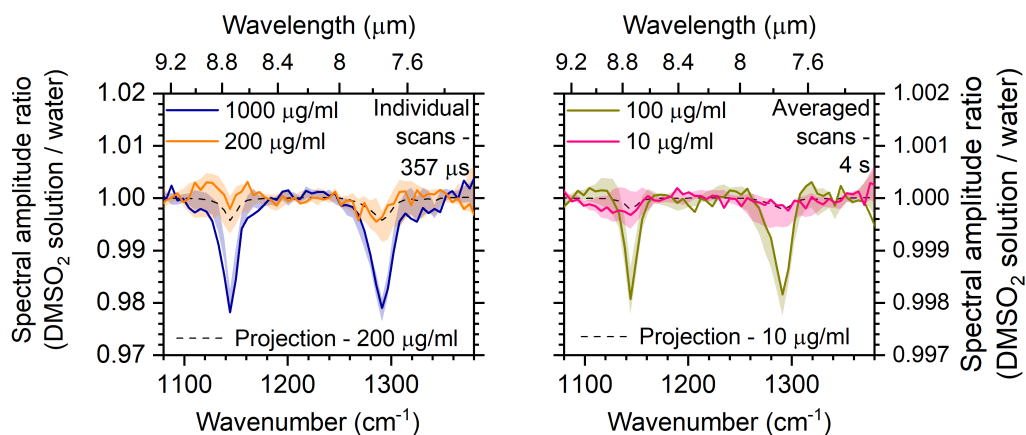 Wavelength (μm)
9.2 8.8 8.4 8 7.6
Spectral amplitude ratio
(DMSO₂ solution / water)
1.02
1.01
1.00
0.99
0.98
0.97
1000 μg/ml
200 μg/ml
Individual
scans -
357 μs
Projection - 200 μg/ml
1100 1200 1300
Wavenumber (cm⁻¹)
Wavelength (μm)
9.2 8.8 8.4 8 7.6
100 μg/ml
10 μg/ml
Averaged
scans -
4 s
Projection - 10 μg/ml
1.002
1.001
1.000
0.999
0.998
0.997
Spectral amplitude ratio
(DMSO₂ solution / water)
1100 1200 1300
Wavenumber (cm⁻¹)